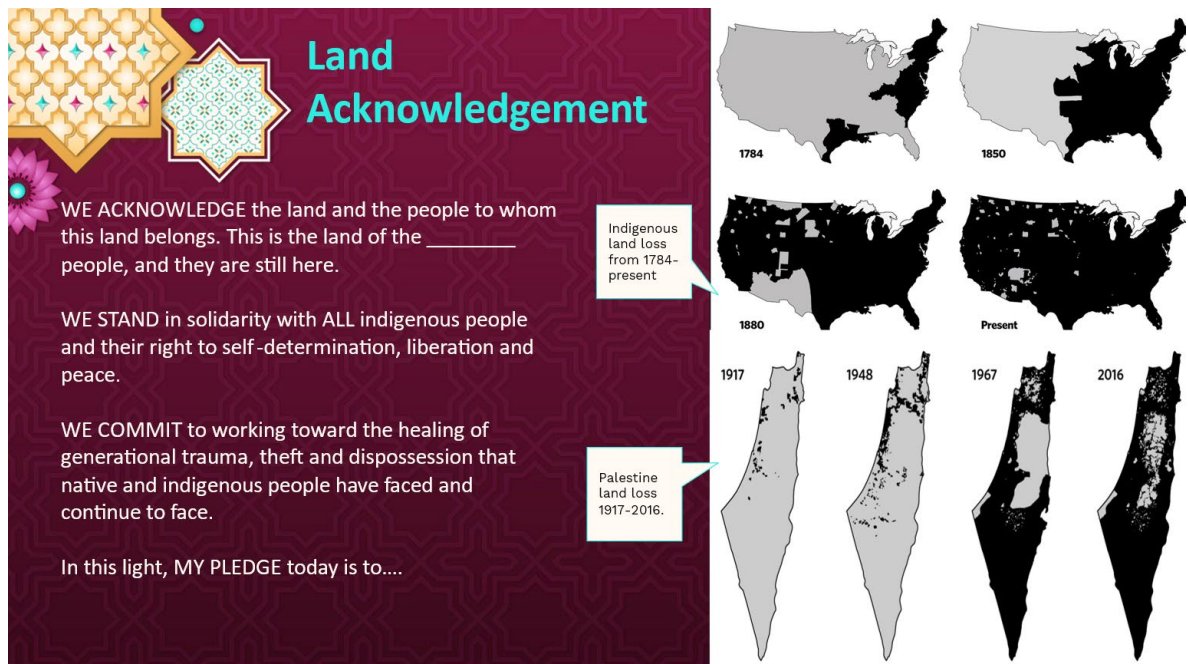 Land
Acknowledgement
WE ACKNOWLEDGE the land and the people to whom
this land belongs. This is the land of the ________
people, and they are still here.
WE STAND in solidarity with ALL indigenous people
and their right to self-determination, liberation and
peace.
WE COMMIT to working toward the healing of
generational trauma, theft and dispossession that
native and indigenous people have faced and
continue to face.
In this light, MY PLEDGE today is to....
Indigenous
land loss
from 1784-
present
Palestine
land loss
1917-2016.
1784
1850
1880
Present
1917
1948
1967
2016